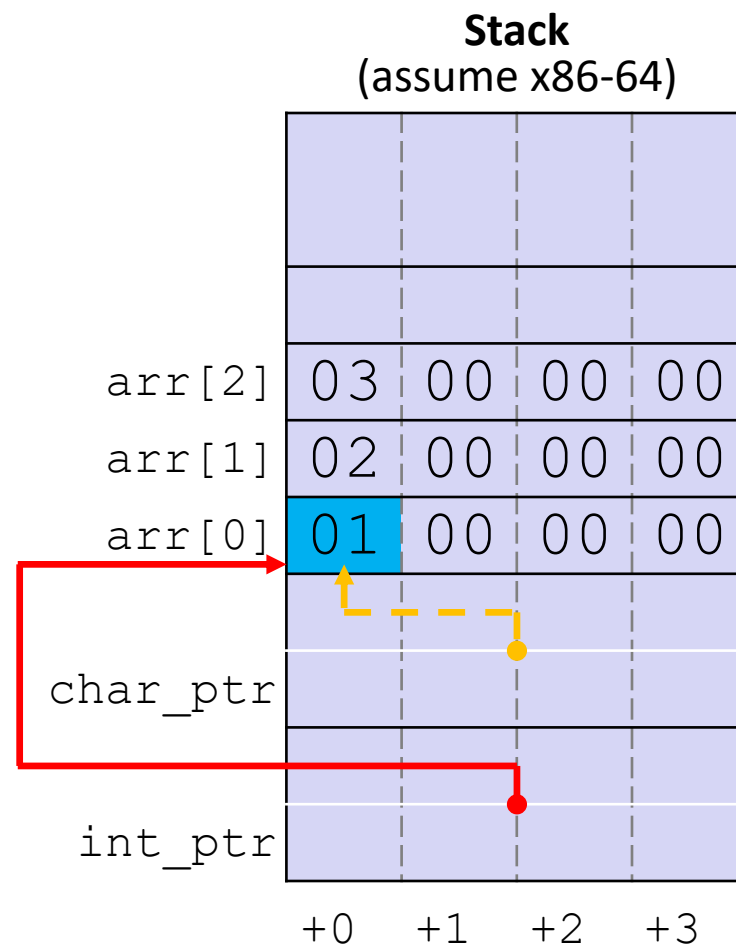 Stack
(assume x86-64)
arr[2] 03 00 00 00
arr[1] 02 00 00 00
arr[0] 01 00 00 00
char_ptr
int_ptr
+0 +1 +2 +3